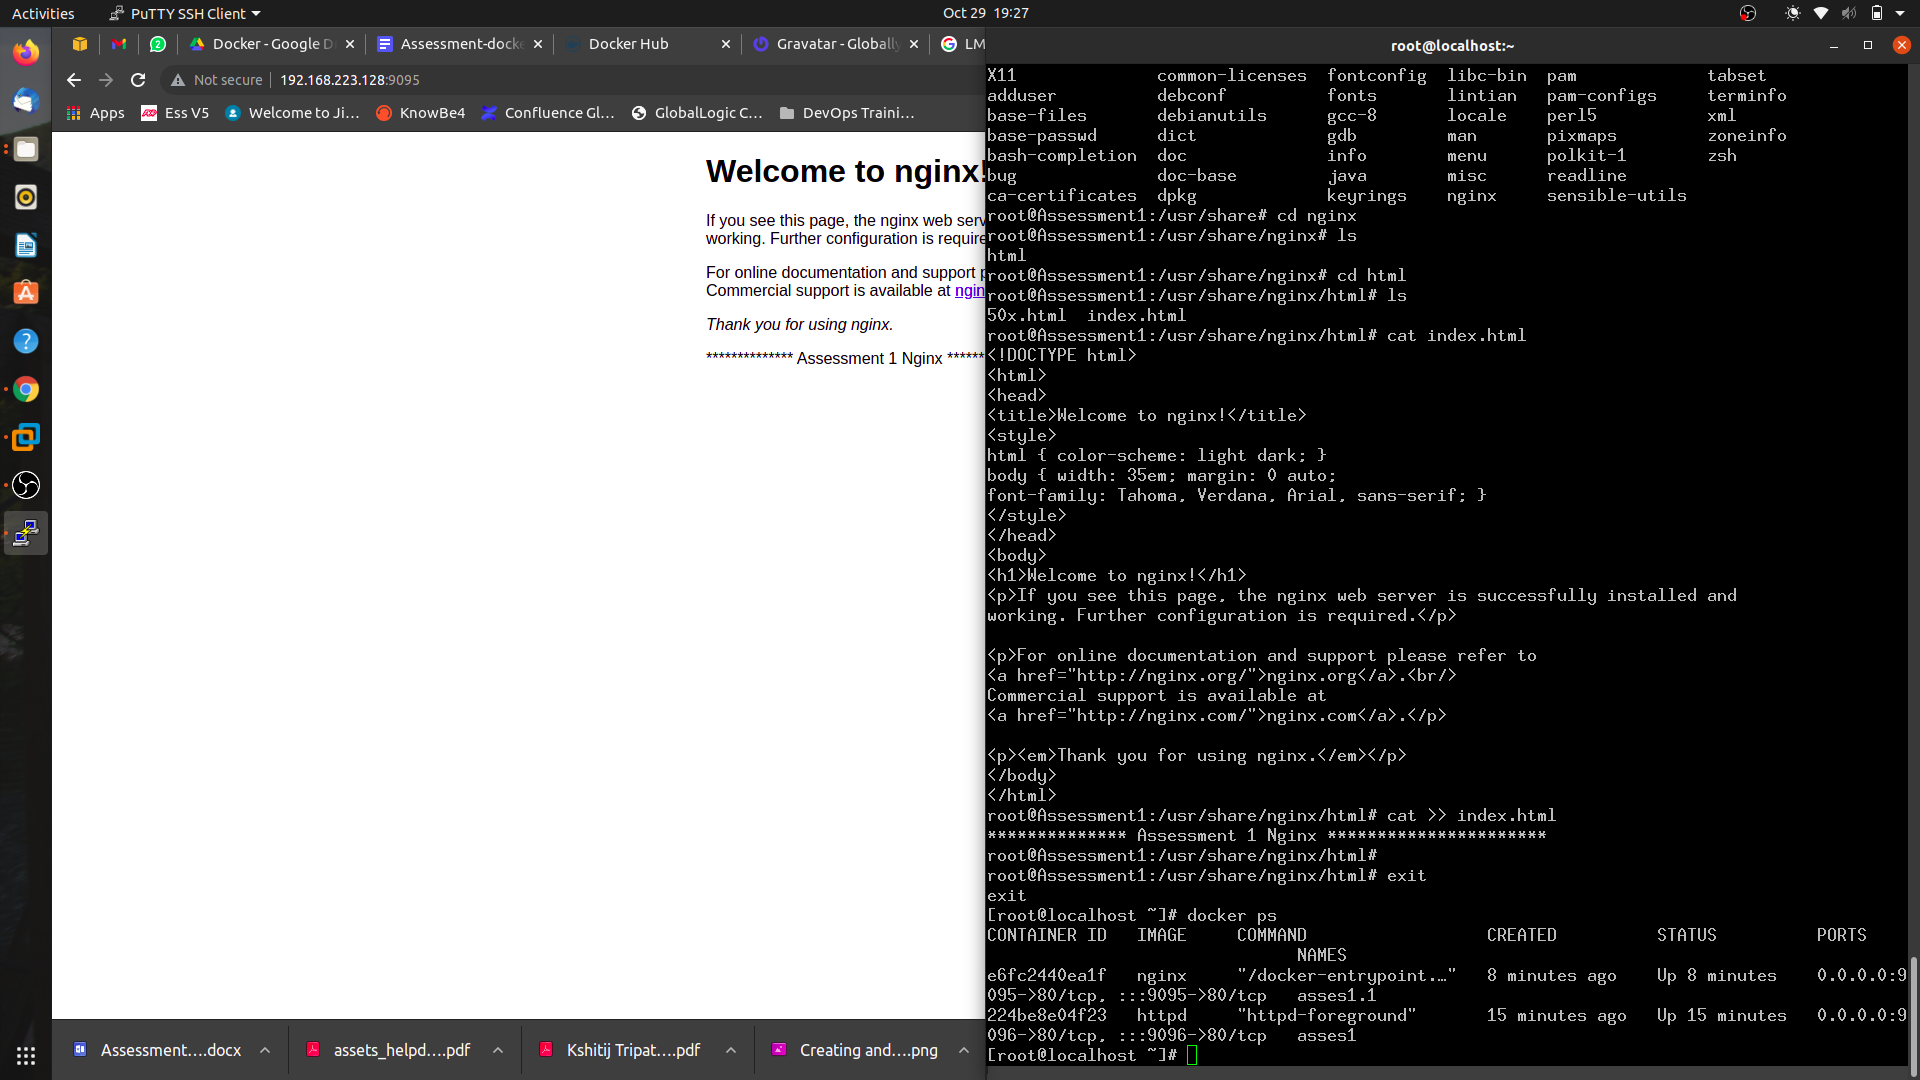 Activities
PuTTY SSH Client
Oct 29 19:27
Docker - Google D
Assessment-docke
Docker Hub
Gravatar - Globally
LM
Not secure
192.168.223.128:9095
Apps
Ess V5
Welcome to Ji...
KnowBe4
Confluence Gl...
GlobalLogic C...
DevOps Traini...
Welcome to nginx!
If you see this page, the nginx web serv
working. Further configuration is require
For online documentation and support p
Commercial support is available at ngin
Thank you for using nginx.
************** Assessment 1 Nginx ******
Assessment....docx
assets_helpd....pdf
Kshitij Tripat....pdf
Creating and....png
root@localhost:~
X11 common-licenses fontconfig libc-bin pam tabset
adduser debconf fonts lintian pam-configs terminfo
base-files debianutils gcc-8 locale perl5 xml
base-passwd dict gdb man pixmaps zoneinfo
bash-completion doc info menu polkit-1 zsh
bug doc-base java misc readline
ca-certificates dpkg keyrings nginx sensible-utils
root@Assessment1:/usr/share# cd nginx
root@Assessment1:/usr/share/nginx# ls
html
root@Assessment1:/usr/share/nginx# cd html
root@Assessment1:/usr/share/nginx/html# ls
50x.html index.html
root@Assessment1:/usr/share/nginx/html# cat index.html
<!DOCTYPE html>
<html>
<head>
<title>Welcome to nginx!</title>
<style>
html { color-scheme: light dark; }
body { width: 35em; margin: 0 auto;
font-family: Tahoma, Verdana, Arial, sans-serif; }
</style>
</head>
<body>
<h1>Welcome to nginx!</h1>
<p>If you see this page, the nginx web server is successfully installed and
working. Further configuration is required.</p>
<p>For online documentation and support please refer to
<a href="http://nginx.org/">nginx.org</a>.<br/>
Commercial support is available at
<a href="http://nginx.com/">nginx.com</a>.</p>
<p><em>Thank you for using nginx.</em></p>
</body>
</html>
root@Assessment1:/usr/share/nginx/html# cat >> index.html
************** Assessment 1 Nginx **********************
root@Assessment1:/usr/share/nginx/html#
root@Assessment1:/usr/share/nginx/html# exit
exit
[root@localhost ~]# docker ps
CONTAINER ID IMAGE COMMAND CREATED STATUS PORTS
NAMES
e6fc2440ea1f nginx "/docker-entrypoint.…" 8 minutes ago Up 8 minutes 0.0.0.0:9
095->80/tcp, :::9095->80/tcp asses1.1
224be8e04f23 httpd "httpd-foreground" 15 minutes ago Up 15 minutes 0.0.0.0:9
096->80/tcp, :::9096->80/tcp asses1
[root@localhost ~]#